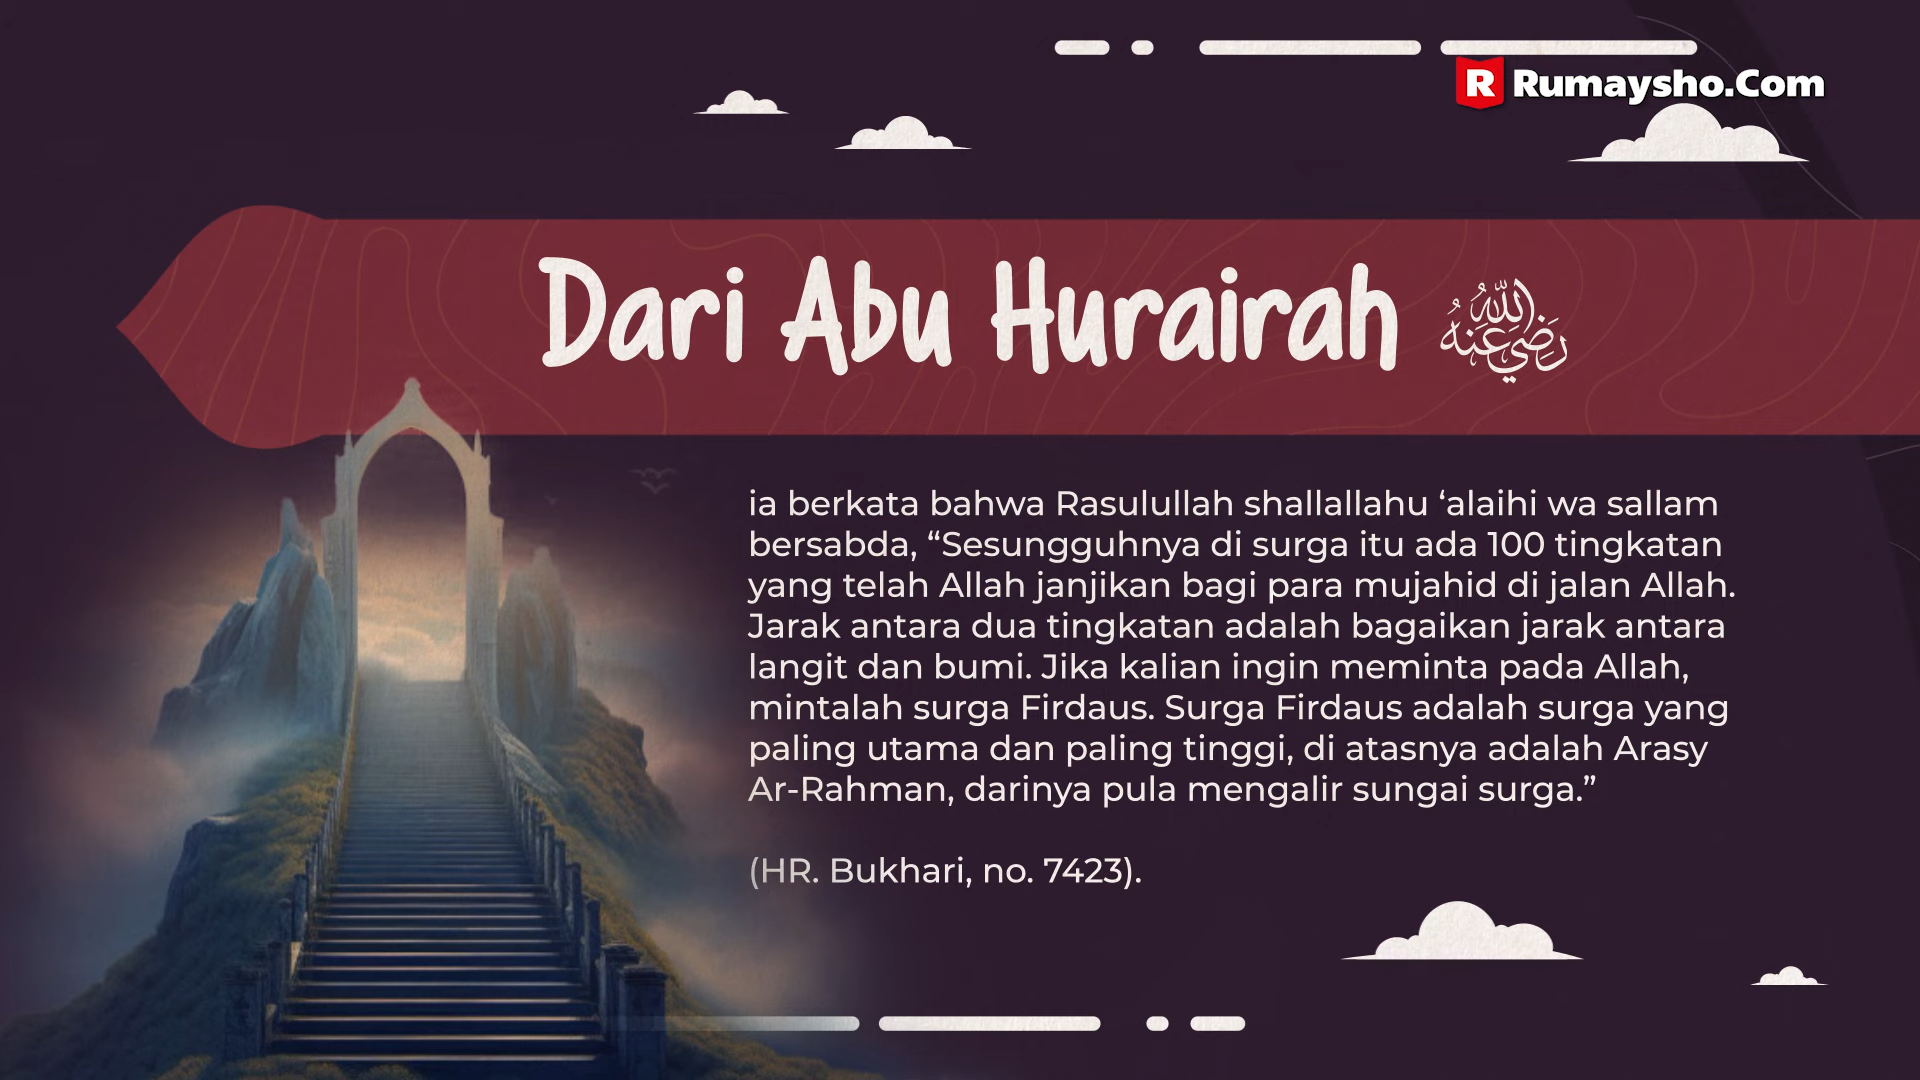 R Rumaysho.Com
Dari Abu Hurairah رَضِيَ اللهُ عَنْهُ
ia berkata bahwa Rasulullah shallallahu ‘alaihi wa sallam
bersabda, “Sesungguhnya di surga itu ada 100 tingkatan
yang telah Allah janjikan bagi para mujahid di jalan Allah.
Jarak antara dua tingkatan adalah bagaikan jarak antara
langit dan bumi. Jika kalian ingin meminta pada Allah,
mintalah surga Firdaus. Surga Firdaus adalah surga yang
paling utama dan paling tinggi, di atasnya adalah Arasy
Ar-Rahman, darinya pula mengalir sungai surga.”
(HR. Bukhari, no. 7423).